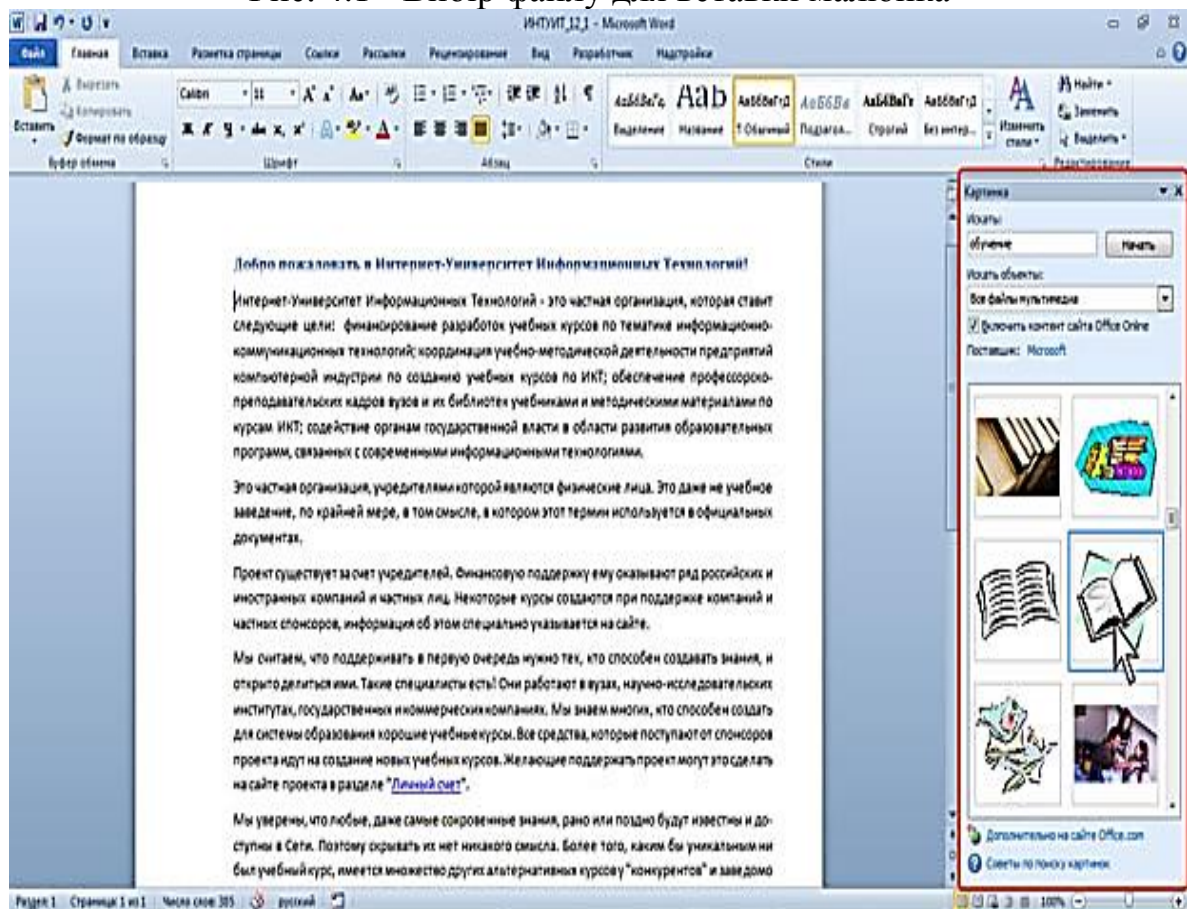 ИНТУИТ_12_1 - Microsoft Word
Файл Главная Вставка Разметка страницы Ссылки Рассылки Рецензирование Вид Разработчик Надстройки
Вставить
Вырезать
Копировать
Формат по образцу
Буфер обмена
Calibri 11
Шрифт
Абзац
АаБбВвГг, Выделение
Aab Название
АаБбВвГгД ¶ Обычный
АаБбВв Подзагол...
АаБбВвГг Строгий
АаБбВвГгД Без интер...
Изменить стили
Стили
Найти
Заменить
Выделить
Редактирование
Добро пожаловать в Интернет-Университет Информационных Технологий!
Интернет-Университет Информационных Технологий - это частная организация, которая ставит
следующие цели: финансирование разработок учебных курсов по тематике информационно-
коммуникационных технологий; координация учебно-методической деятельности предприятий
компьютерной индустрии по созданию учебных курсов по ИКТ; обеспечение профессорско-
преподавательских кадров вузов и их библиотек учебниками и методическими материалами по
курсам ИКТ; содействие органам государственной власти в области развития образовательных
программ, связанных с современными информационными технологиями.
Это частная организация, учредителями которой являются физические лица. Это даже не учебное
заведение, по крайней мере, в том смысле, в котором этот термин используется в официальных
документах.
Проект существует за счет учредителей. Финансовую поддержку ему оказывают ряд российских и
иностранных компаний и частных лиц. Некоторые курсы создаются при поддержке компаний и
частных спонсоров, информация об этом специально указывается на сайте.
Мы считаем, что поддерживать в первую очередь нужно тех, кто способен создавать знания, и
открыто делиться ими. Такие специалисты есть! Они работают в вузах, научно-исследовательских
институтах, государственных и коммерческих компаниях. Мы знаем многих, кто способен создать
для системы образования хорошие учебные курсы. Все средства, которые поступают от спонсоров
проекта идут на создание новых учебных курсов. Желающие поддержать проект могут это сделать
на сайте проекта в разделе "Личный счет".
Мы уверены, что любые, даже самые сокровенные знания, рано или поздно будут известны и до-
ступны в Сети. Поэтому скрывать их нет никакого смысла. Более того, каким бы уникальным ни
был учебный курс, имеется множество других альтернативных курсов у "конкурентов" и заведомо
Картинка
Искать:
обучение Начать
Искать объекты:
Все файлы мультимедиа
Включить контент сайта Office Online
Поставщик: Microsoft
Дополнительно на сайте Office.com
Советы по поиску картинок
Раздел: 1 Страница: 1 из 1 Число слов: 385 русский 100%